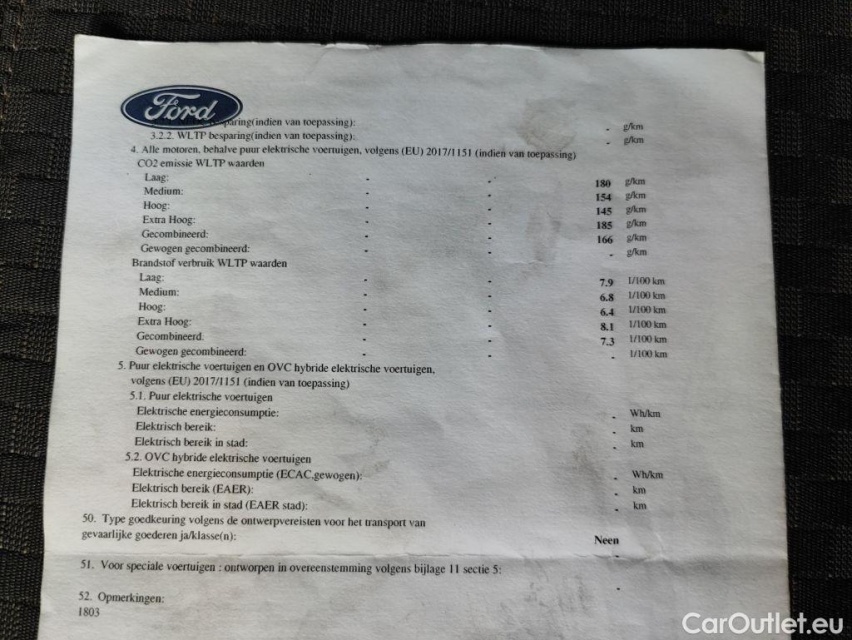 Ford
paring(indien van toepassing): - g/km
3.2.2. WLTP besparing(indien van toepassing): - g/km
4. Alle motoren, behalve puur elektrische voertuigen, volgens (EU) 2017/1151 (indien van toepassing)
CO2 emissie WLTP waarden
Laag: - - 180 g/km
Medium: - - 154 g/km
Hoog: - - 145 g/km
Extra Hoog: - - 185 g/km
Gecombineerd: - - 166 g/km
Gewogen gecombineerd: - - - g/km
Brandstof verbruik WLTP waarden
Laag: - - 7.9 l/100 km
Medium: - - 6.8 l/100 km
Hoog: - - 6.4 l/100 km
Extra Hoog: - - 8.1 l/100 km
Gecombineerd. - - 7.3 l/100 km
Gewogen gecombineerd: - - - l/100 km
5. Puur elektrische voertuigen en OVC hybride elektrische voertuigen,
volgens (EU) 2017/1151 (indien van toepassing)
5.1. Puur elektrische voertuigen
Elektrische energieconsumptie: - Wh/km
Elektrisch bereik: - km
Elektrisch bereik in stad: - km
5.2. OVC hybride elektrische voertuigen
Elektrische energieconsumptie (ECAC,gewogen): - Wh/km
Elektrisch bereik (EAER): - km
Elektrisch bereik in stad (EAER stad): - km
50. Type goedkeuring volgens de ontwerpvereisten voor het transport van
gevaarlijke goederen ja/klasse(n): Neen
-
51. Voor speciale voertuigen : ontworpen in overeenstemming volgens bijlage 11 sectie 5:
-
52. Opmerkingen:
1803
CarOutlet.eu